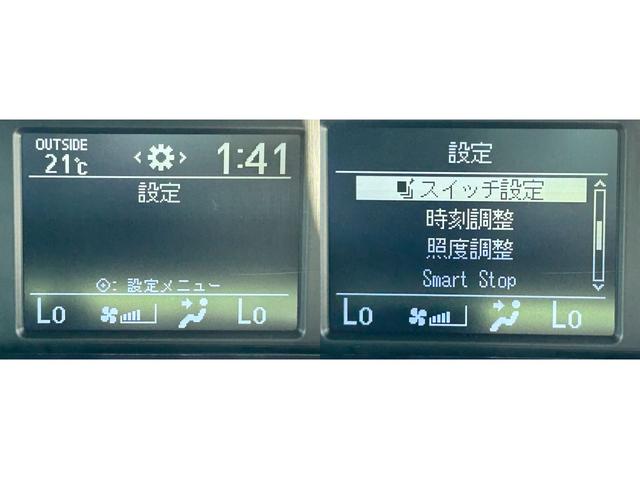 OUTSIDE
21℃
< > 1:41
設定
◎: 設定メニュー
Lo Lo
設定
スイッチ設定
時刻調整
照度調整
Smart Stop
Lo Lo